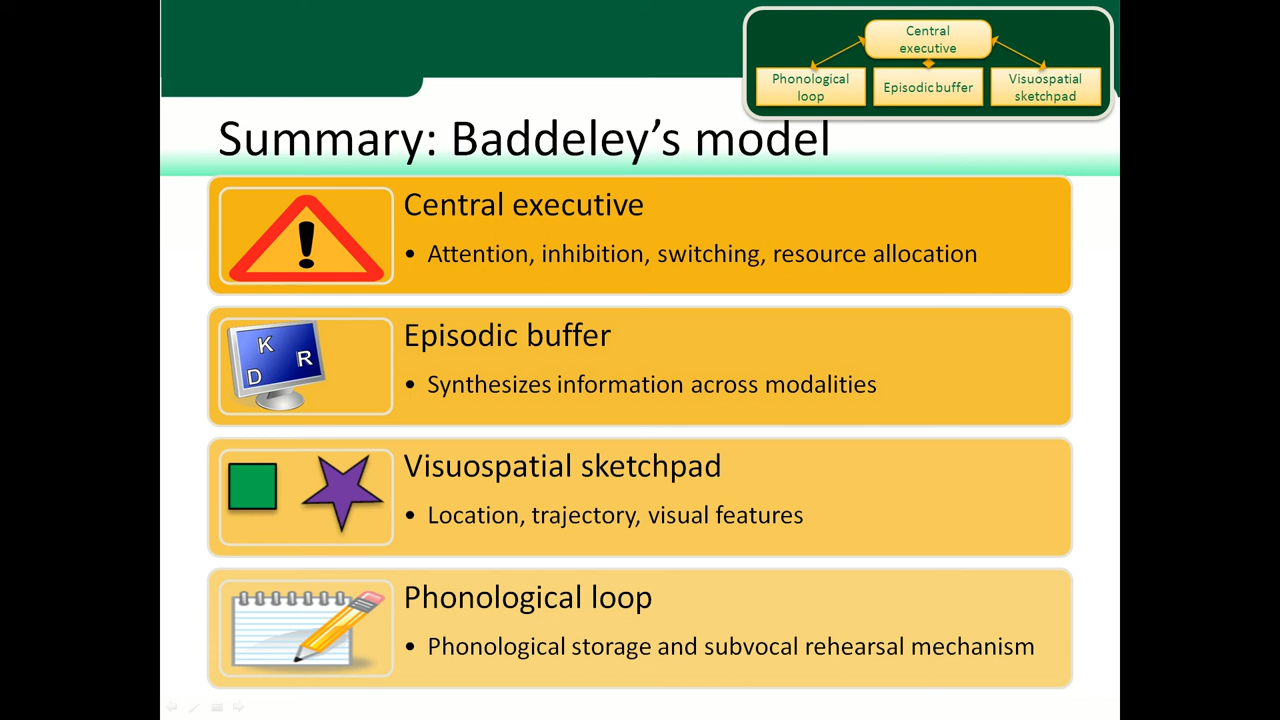 Central
executive
Phonological
loop
Episodic buffer
Visuospatial
sketchpad
Summary: Baddeley’s model
Central executive
• Attention, inhibition, switching, resource allocation
K
R
D
Episodic buffer
• Synthesizes information across modalities
Visuospatial sketchpad
• Location, trajectory, visual features
Phonological loop
• Phonological storage and subvocal rehearsal mechanism